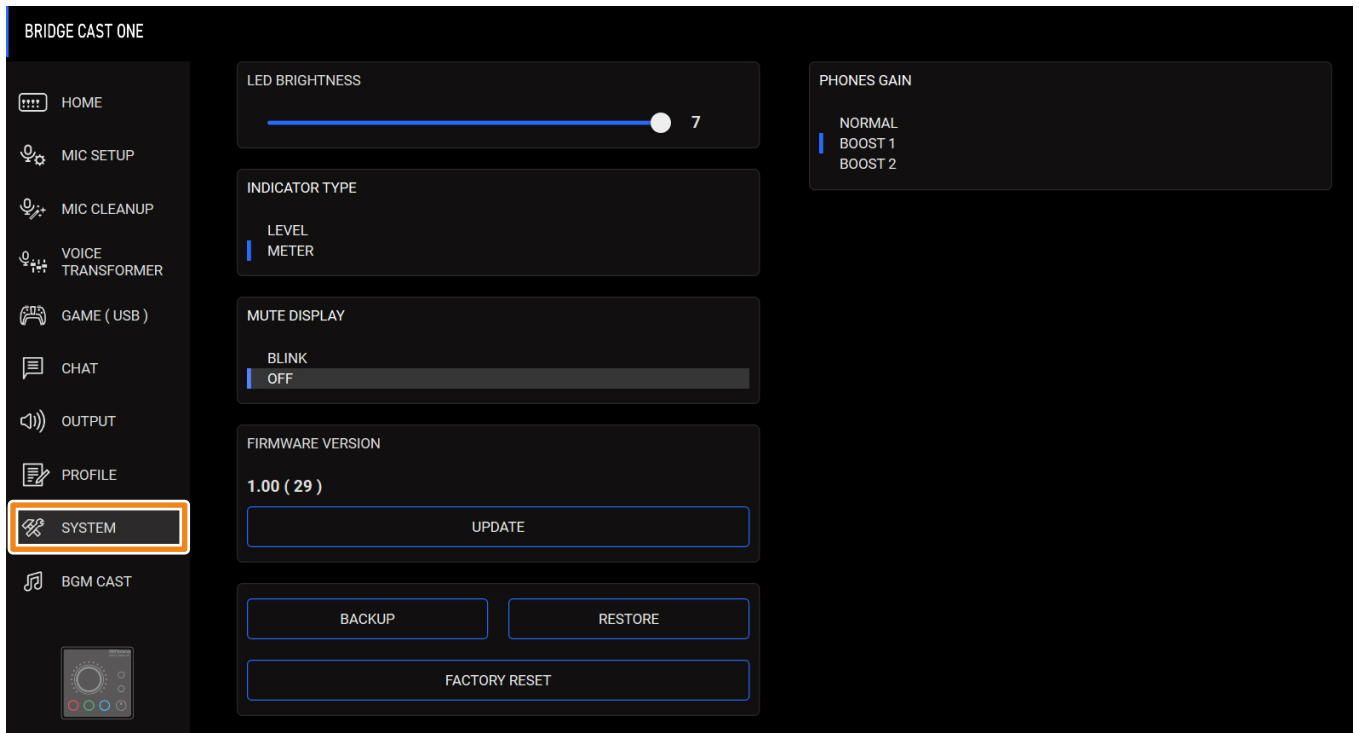 BRIDGE CAST ONE
HOME
MIC SETUP
MIC CLEANUP
VOICE
TRANSFORMER
GAME ( USB )
CHAT
OUTPUT
PROFILE
SYSTEM
BGM CAST
LED BRIGHTNESS
7
INDICATOR TYPE
LEVEL
METER
MUTE DISPLAY
BLINK
OFF
FIRMWARE VERSION
1.00 ( 29 )
UPDATE
BACKUP
RESTORE
FACTORY RESET
PHONES GAIN
NORMAL
BOOST 1
BOOST 2